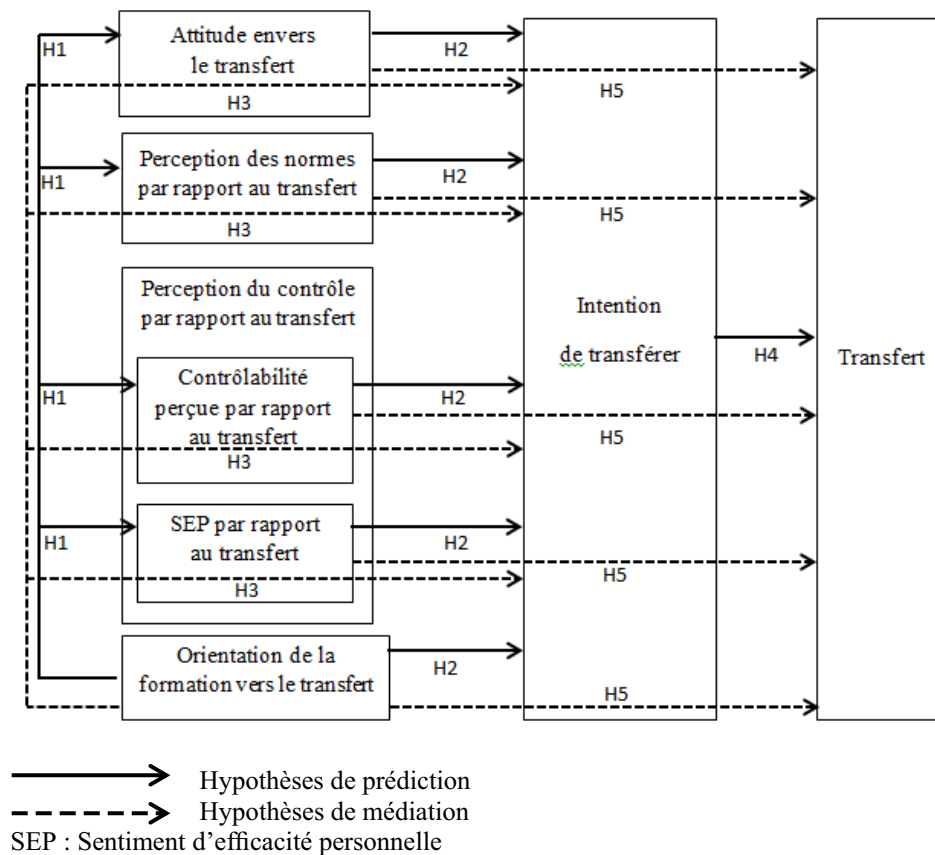 H1
Attitude envers
le transfert
H2
H3
H5
H1
Perception des normes
par rapport au transfert
H2
H3
H5
Perception du contrôle
par rapport au transfert
H1
Contrôlabilité
perçue par rapport
au transfert
H2
H3
H5
Intention
de transférer
H4
Transfert
H1
SEP par rapport
au transfert
H2
H3
H5
Orientation de la
formation vers le transfert
H2
H5
Hypothèses de prédiction
Hypothèses de médiation
SEP : Sentiment d’efficacité personnelle